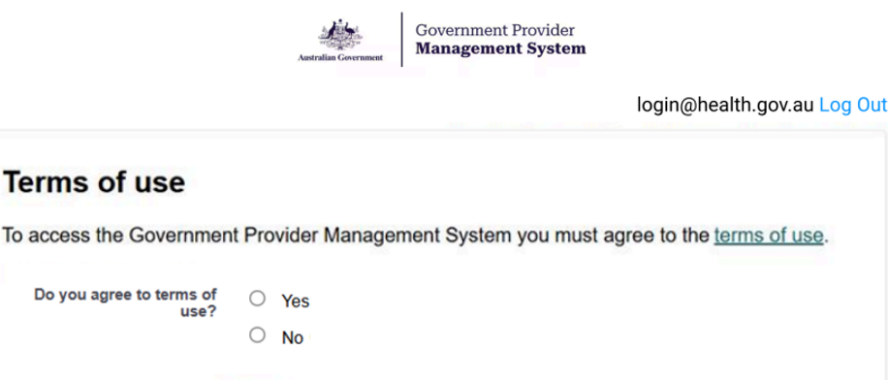 Australian Government
Government Provider
Management System
login@health.gov.au Log Out
Terms of use
To access the Government Provider Management System you must agree to the terms of use.
Do you agree to terms of
use?
Yes
No